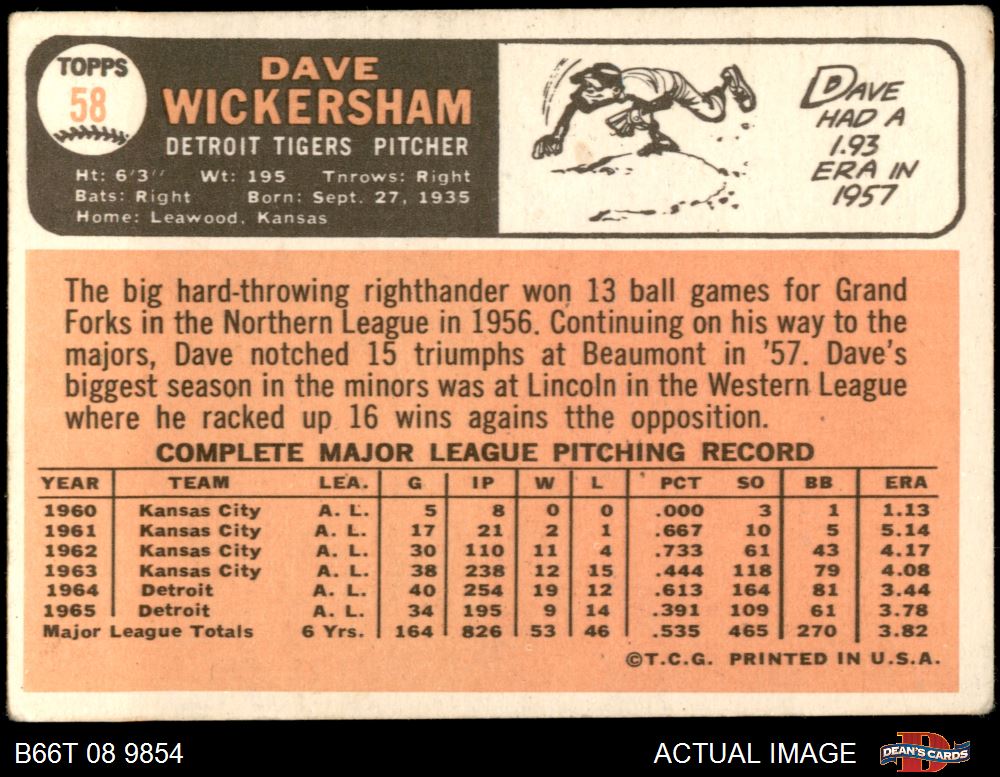 TOPPS
58
DAVE
WICKERSHAM
DETROIT TIGERS PITCHER
Ht: 6'3" Wt: 195 Throws: Right
Bats: Right Born: Sept. 27, 1935
Home: Leawood, Kansas
DAVE
HAD A
1.93
ERA IN
1957
The big hard-throwing righthander won 13 ball games for Grand
Forks in the Northern League in 1956. Continuing on his way to the
majors, Dave notched 15 triumphs at Beaumont in '57. Dave's
biggest season in the minors was at Lincoln in the Western League
where he racked up 16 wins agains tthe opposition.
COMPLETE MAJOR LEAGUE PITCHING RECORD
YEAR TEAM LEA. G IP W L PCT SO BB ERA
1960 Kansas City A. L. 5 8 0 0 .000 3 1 1.13
1961 Kansas City A. L. 17 21 2 1 .667 10 5 5.14
1962 Kansas City A. L. 30 110 11 4 .733 61 43 4.17
1963 Kansas City A. L. 38 238 12 15 .444 118 79 4.08
1964 Detroit A. L. 40 254 19 12 .613 164 81 3.44
1965 Detroit A. L. 34 195 9 14 .391 109 61 3.78
Major League Totals 6 Yrs. 164 826 53 46 .535 465 270 3.82
©T.C.G. PRINTED IN U.S.A.
B66T 08 9854 ACTUAL IMAGE DEAN'S CARDS